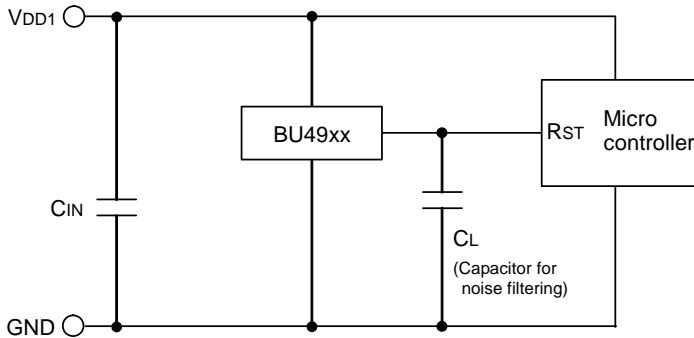 VDD1
BU49xx
RST
Micro
controller
CIN
CL
(Capacitor for
noise filtering)
GND